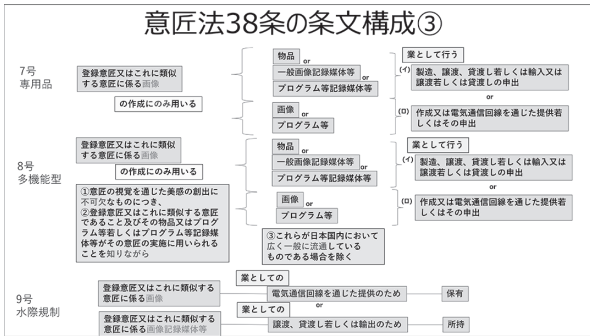 意匠法38条の条文構成③
7号
専用品
登録意匠又はこれに類似
する意匠に係る画像
の作成にのみ用いる
物品
or
一般画像記録媒体等
or
プログラム等記録媒体等
画像
or
プログラム等
業として行う
(イ)
製造、譲渡、貸渡し若しくは輸入又は
譲渡若しくは貸渡しの申出
or
(ロ)
作成又は電気通信回線を通じた提供若
しくはその申出
8号
多機能型
登録意匠又はこれに類似
する意匠に係る画像
の作成にのみ用いる
①意匠の視覚を通じた美感の創出に
不可欠なものにつき、
②登録意匠又はこれに類似する意匠
であること及びその物品又はプログ
ラム等若しくはプログラム等記録媒
体等がその意匠の実施に用いられる
ことを知りながら
物品
or
一般画像記録媒体等
or
プログラム等記録媒体等
画像
or
プログラム等
③これらが日本国内において
広く一般に流通している
ものである場合を除く
業として行う
(イ)
製造、譲渡、貸渡し若しくは輸入又は
譲渡若しくは貸渡しの申出
or
(ロ)
作成又は電気通信回線を通じた提供若
しくはその申出
9号
水際規制
登録意匠又はこれに類似する
意匠に係る画像
業としての
電気通信回線を通じた提供のため
保有
or
登録意匠又はこれに類似する
意匠に係る画像記録媒体等
業としての
or
譲渡、貸渡し若しくは輸出のため
所持